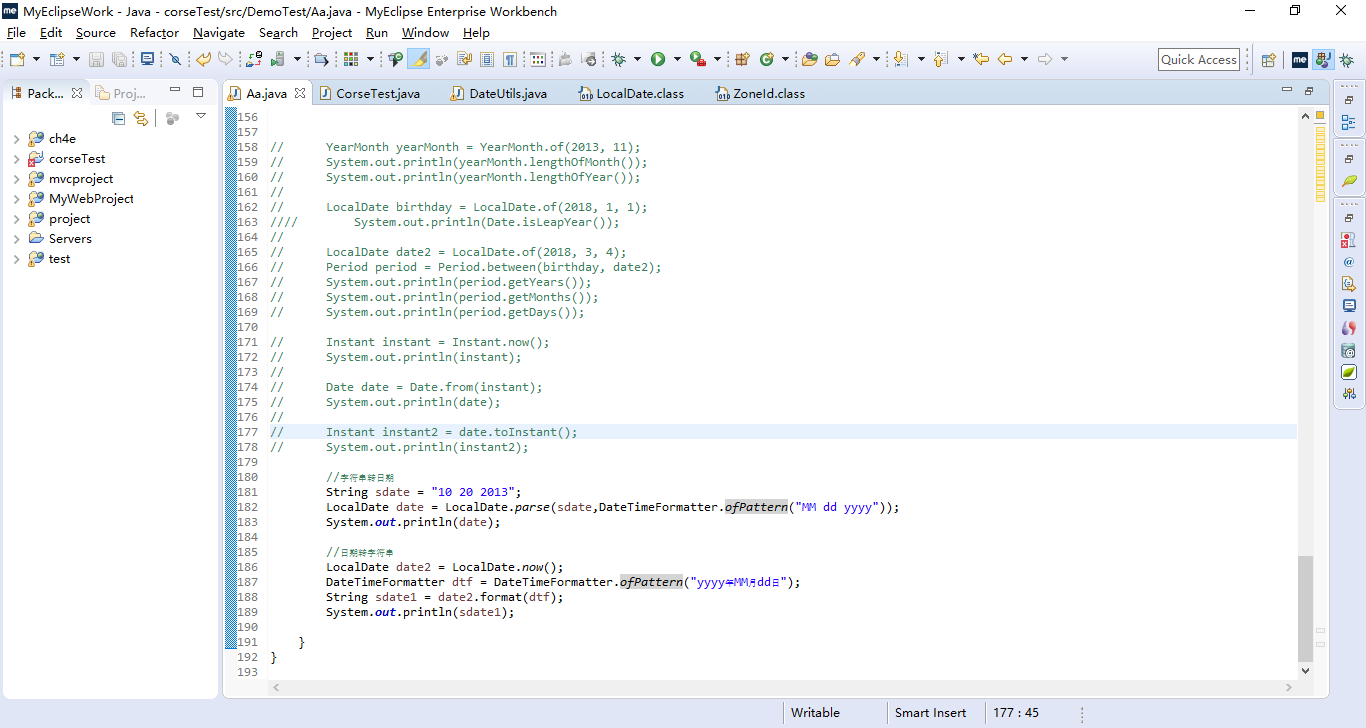 MyEclipseWork - Java - corseTest/src/DemoTest/Aa.java - MyEclipse Enterprise Workbench
File Edit Source Refactor Navigate Search Project Run Window Help
Quick Access
Pack... Proj...
Aa.java CorseTest.java DateUtils.java LocalDate.class ZoneId.class
ch4e
corseTest
mvcproject
MyWebProject
project
Servers
test
156
157
158 // YearMonth yearMonth = YearMonth.of(2013, 11);
159 // System.out.println(yearMonth.lengthOfMonth());
160 // System.out.println(yearMonth.lengthOfYear());
161 //
162 // LocalDate birthday = LocalDate.of(2018, 1, 1);
163 //// System.out.println(Date.isLeapYear());
164 //
165 // LocalDate date2 = LocalDate.of(2018, 3, 4);
166 // Period period = Period.between(birthday, date2);
167 // System.out.println(period.getYears());
168 // System.out.println(period.getMonths());
169 // System.out.println(period.getDays());
170
171 // Instant instant = Instant.now();
172 // System.out.println(instant);
173 //
174 // Date date = Date.from(instant);
175 // System.out.println(date);
176 //
177 // Instant instant2 = date.toInstant();
178 // System.out.println(instant2);
179
180 //字符串转日期
181 String sdate = "10 20 2013";
182 LocalDate date = LocalDate.parse(sdate,DateTimeFormatter.ofPattern("MM dd yyyy"));
183 System.out.println(date);
184
185 //日期转字符串
186 LocalDate date2 = LocalDate.now();
187 DateTimeFormatter dtf = DateTimeFormatter.ofPattern("yyyy年MM月dd日");
188 String sdate1 = date2.format(dtf);
189 System.out.println(sdate1);
190
191 }
192 }
193
Writable Smart Insert 177 : 45